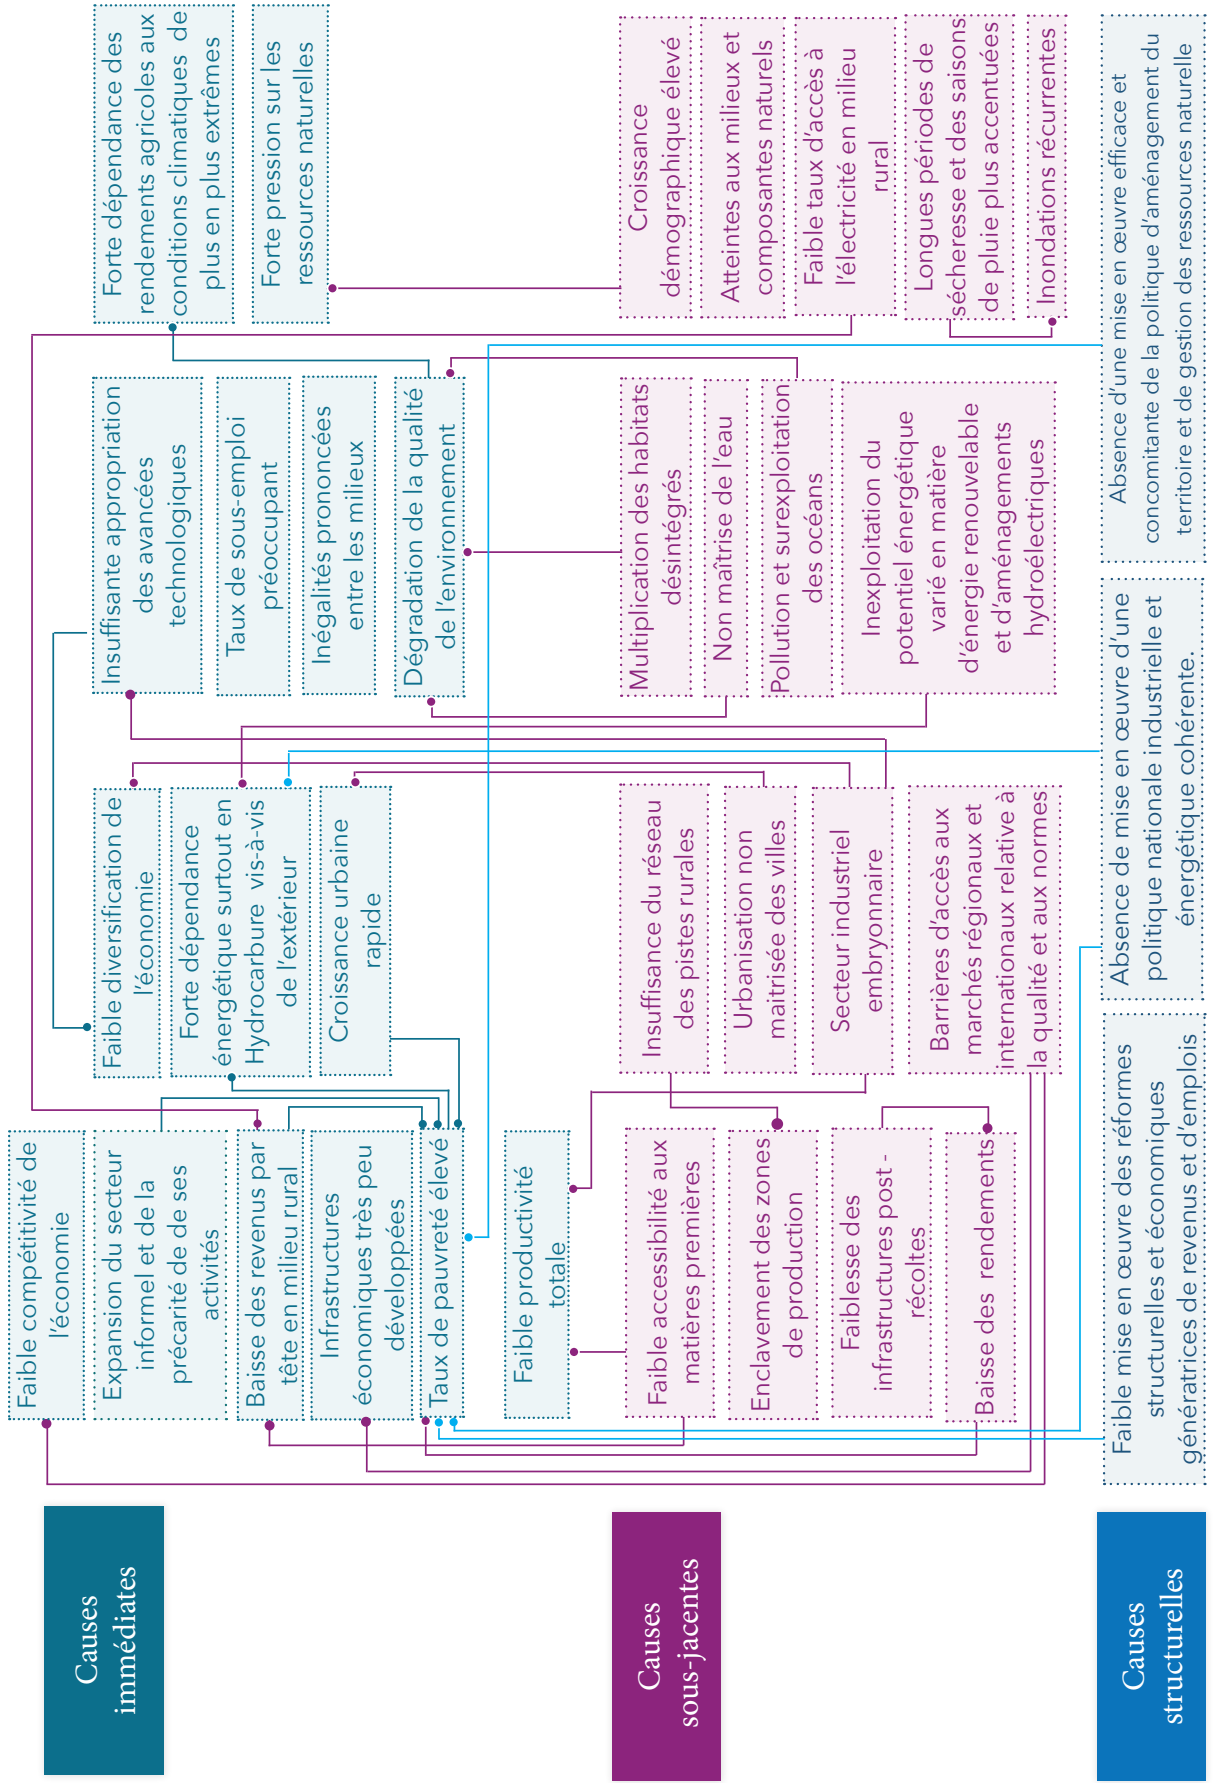 Causes
immédiates
Faible compétitivité de
l'économie
Expansion du secteur
informel et de la
précarité de ses
activités
Baisse des revenus par
tête en milieu rural
Infrastructures
économiques très peu
développées
Taux de pauvreté élevé
Faible productivité
totale
Faible diversification de
l'économie
Forte dépendance
énergétique surtout en
Hydrocarbure vis-à-vis
de l'extérieur
Croissance urbaine
rapide
Insuffisante appropriation
des avancées
technologiques
Taux de sous-emploi
préoccupant
Inégalités prononcées
entre les milieux
Dégradation de la qualité
de l'environnement
Forte dépendance des
rendements agricoles aux
conditions climatiques de
plus en plus extrêmes
Forte pression sur les
ressources naturelles
Causes
sous-jacentes
Faible accessibilité aux
matières premières
Enclavement des zones
de production
Faiblesse des
infrastructures post -
récoltes
Baisse des rendements
Insuffisance du réseau
des pistes rurales
Urbanisation non
maitrisée des villes
Secteur industriel
embryonnaire
Barrières d'accès aux
marchés régionaux et
internationaux relative à
la qualité et aux normes
Multiplication des habitats
désintégrés
Non maîtrise de l'eau
Pollution et surexploitation
des océans
Inexploitation du
potentiel énergétique
varié en matière
d'énergie renouvelable
et d'aménagements
hydroélectriques
Croissance
démographique élevé
Atteintes aux milieux et
composantes naturels
Faible taux d'accès à
l'électricité en milieu
rural
Longues périodes de
sécheresse et des saisons
de pluie plus accentuées
Inondations récurrentes
Causes
structurelles
Faible mise en œuvre des réformes
structurelles et économiques
génératrices de revenus et d'emplois
Absence de mise en œuvre d'une
politique nationale industrielle et
énergétique cohérente.
Absence d'une mise en œuvre efficace et
concomitante de la politique d'aménagement du
territoire et de gestion des ressources naturelle